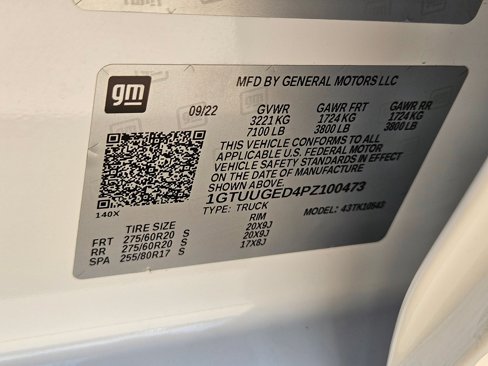 gm
MFD BY GENERAL MOTORS LLC
09/22 GVWR GAWR FRT GAWR RR
3221 KG 1724 KG 1724 KG
7100 LB 3800 LB 3800 LB
THIS VEHICLE CONFORMS TO ALL
APPLICABLE U.S. FEDERAL MOTOR
VEHICLE SAFETY STANDARDS IN EFFECT
ON THE DATE OF MANUFACTURE
SHOWN ABOVE.
1GTUUGED4PZ100473
140X TYPE: TRUCK MODEL: 43TK10543
TIRE SIZE RIM
FRT 275/60R20 S 20X9J
RR 275/60R20 S 20X9J
SPA 255/80R17 S 17X8J